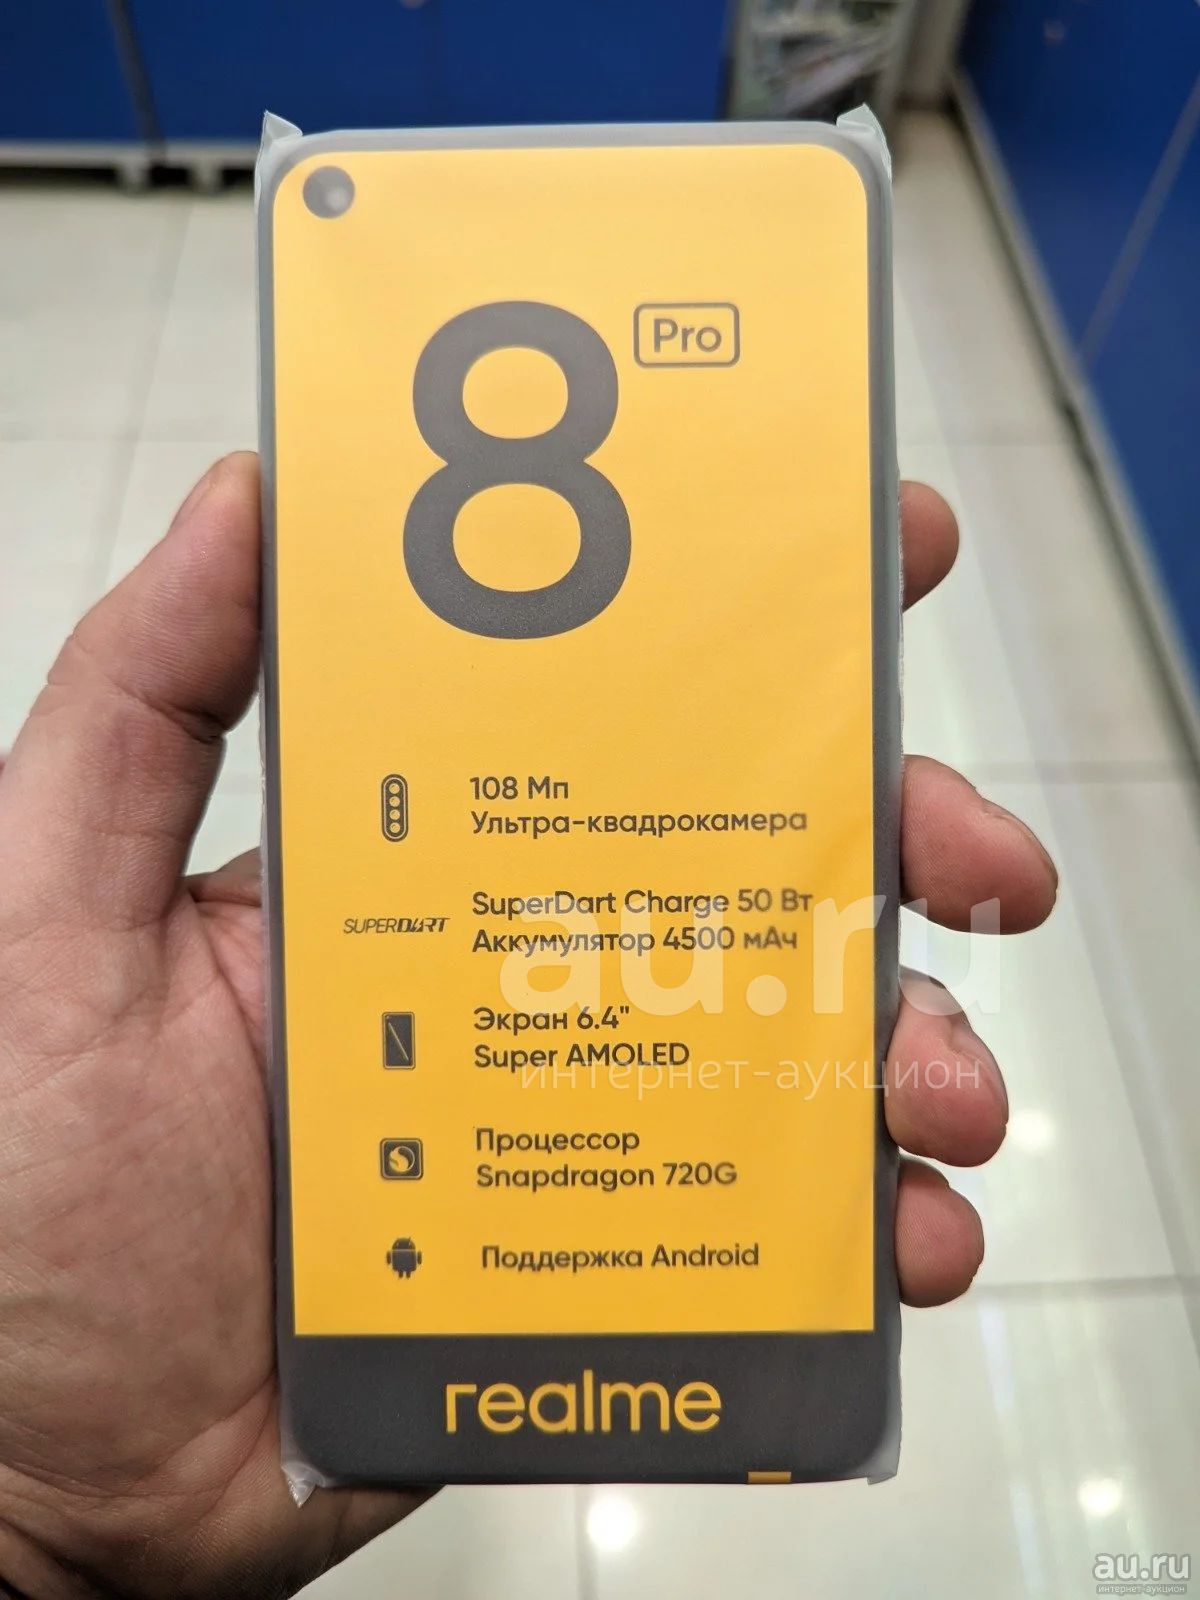 8 Pro
108 Мп
Ультра-квадрокамера
SUPERDART
SuperDart Charge 50 Вт
Аккумулятор 4500 мАч
Экран 6.4"
Super AMOLED
Процессор
Snapdragon 720G
Поддержка Android
realme
au.ru
интернет-аукцион
au.ru
интернет-аукцион